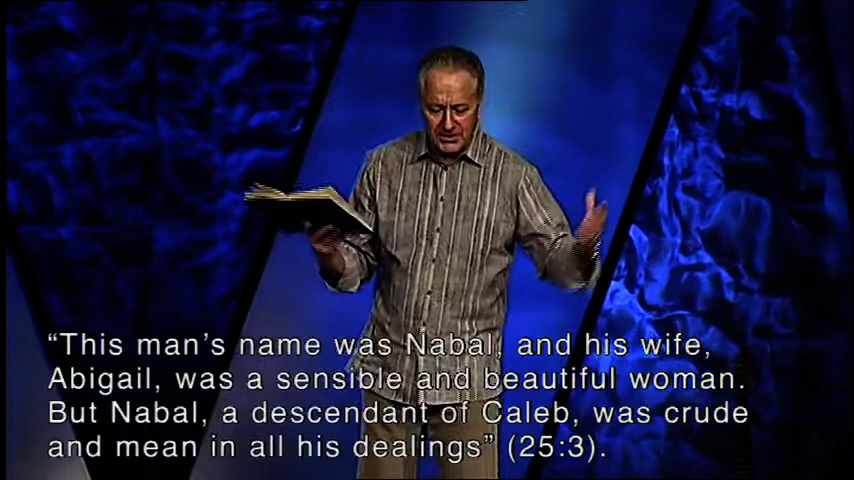 “This man’s name was Nabal, and his wife,
Abigail, was a sensible and beautiful woman.
But Nabal, a descendant of Caleb, was crude
and mean in all his dealings” (25:3).